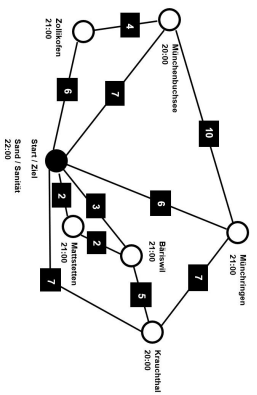 Zollikofen
21:00
4
Münchenbuchsee
20:00
6
7
10
Start / Ziel
Sand / Sanität
22:00
2
3
6
Mattstetten
21:00
2
Bäriswil
21:00
Münchringen
21:00
7
5
7
Krauchthal
20:00